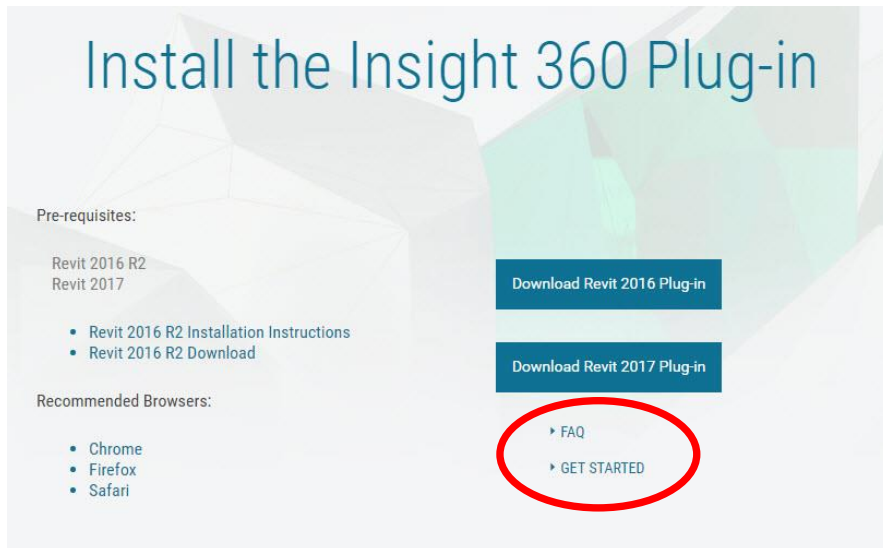 Install the Insight 360 Plug-in
Pre-requisites:
Revit 2016 R2
Revit 2017
Revit 2016 R2 Installation Instructions
Revit 2016 R2 Download
Recommended Browsers:
Chrome
Firefox
Safari
Download Revit 2016 Plug-in
Download Revit 2017 Plug-in
FAQ
GET STARTED